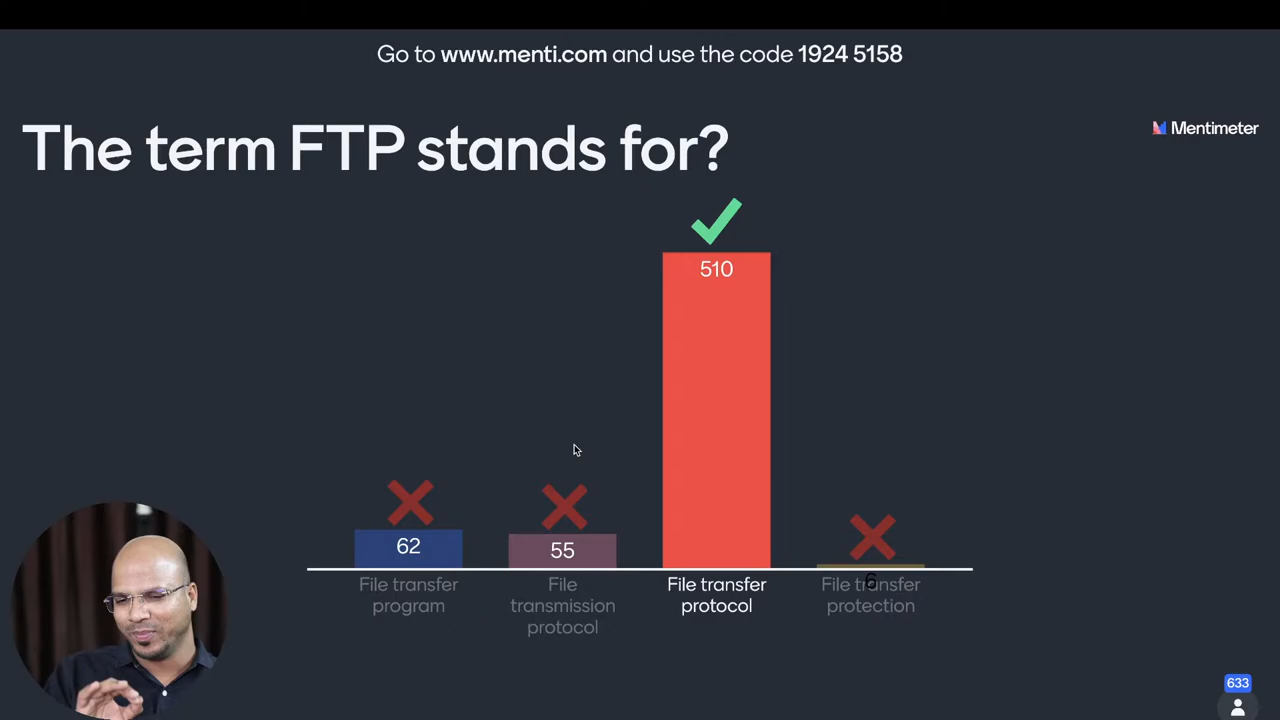 Go to www.menti.com and use the code 1924 5158
Mentimeter
The term FTP stands for?
510
62
55
6
File transfer
program
File
transmission
protocol
File transfer
protocol
File transfer
protection
633